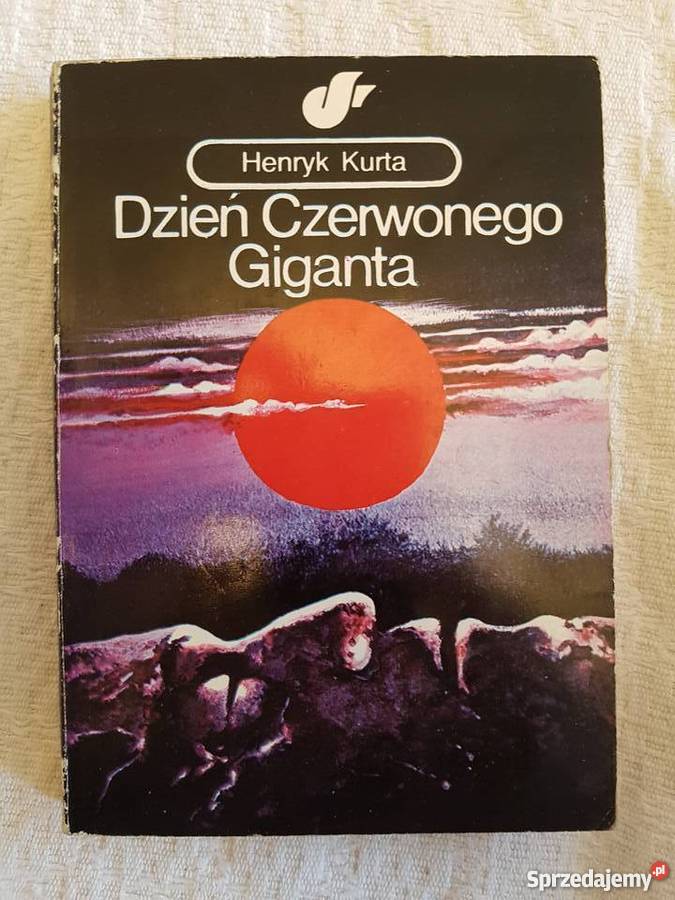 Henryk Kurta
Dzień Czerwonego
Giganta
Sprzedajemy.pl